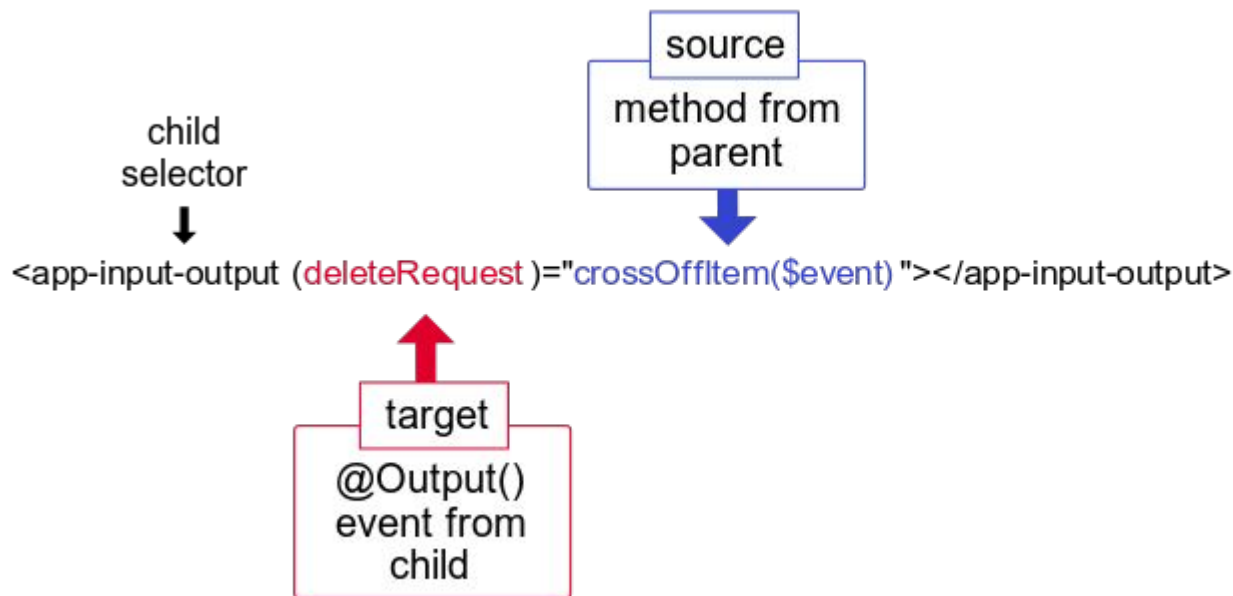 source
method from
parent
child
selector
<app-input-output (deleteRequest )="crossOffItem($event) "></app-input-output>
target
@Output()
event from
child